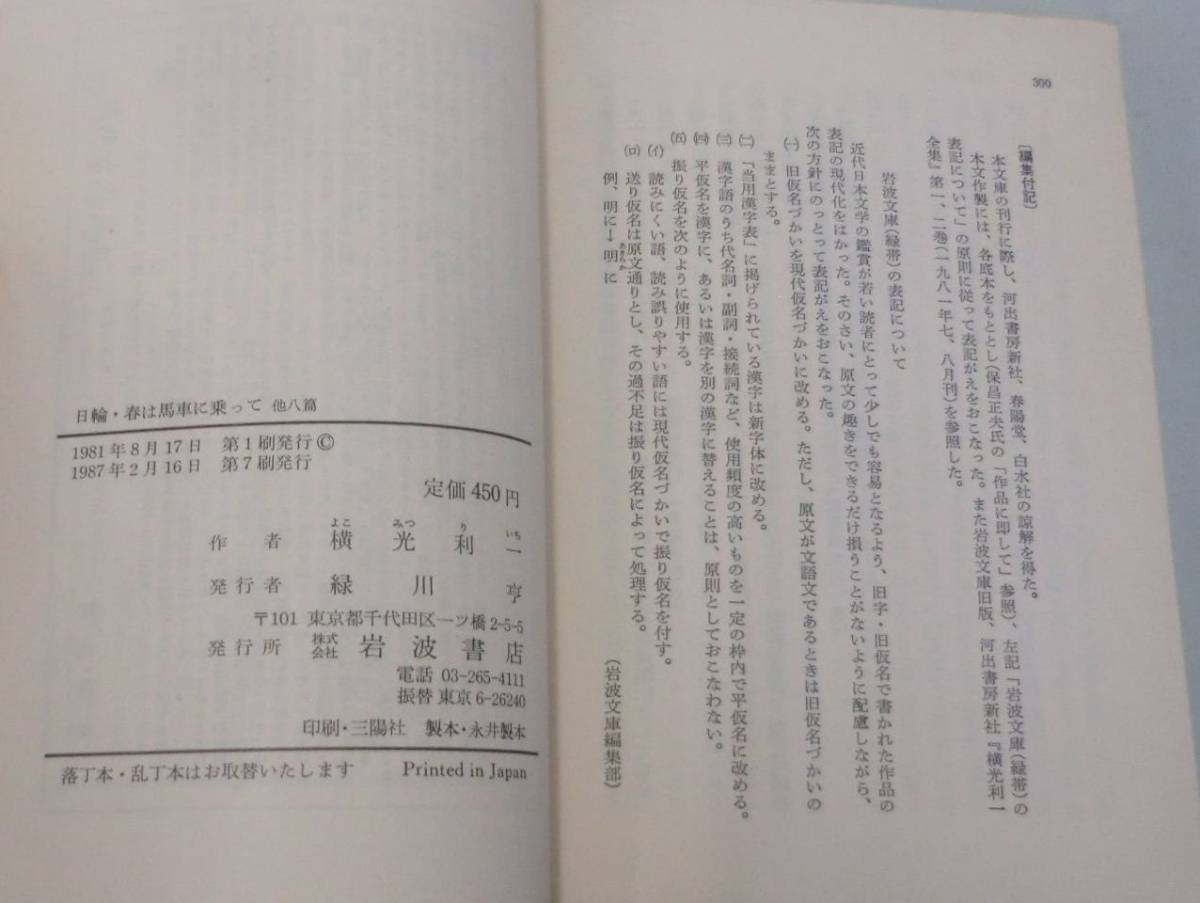 300
〔編集付記〕
本文庫の刊行に際し、河出書房新社、春陽堂、白水社の諒解を得た。
本文作製には、各底本をもととし(保昌正夫氏の「作品に即して」参照)、左記「岩波文庫(緑帯)の
表記について」の原則に従って表記がえをおこなった。また岩波文庫旧版、河出書房新社『横光利一
全集』第一、二巻(一九八一年七、八月刊)を参照した。
岩波文庫(緑帯)の表記について
近代日本文学の鑑賞が若い読者にとって少しでも容易となるよう、旧字・旧仮名で書かれた作品の
表記の現代化をはかった。そのさい、原文の趣きをできるだけ損うことがないように配慮しながら、
次の方針にのっとって表記がえをおこなった。
㈠ 旧仮名づかいを現代仮名づかいに改める。ただし、原文が文語文であるときは旧仮名づかいの
ままとする。
㈡ 「当用漢字表」に掲げられている漢字は新字体に改める。
㈢ 漢字語のうち代名詞・副詞・接続詞など、使用頻度の高いものを一定の枠内で平仮名に改める。
㈣ 平仮名を漢字に、あるいは漢字を別の漢字に替えることは、原則としておこなわない。
㈤ 振り仮名を次のように使用する。
(イ) 読みにくい語、読み誤りやすい語には現代仮名づかいで振り仮名を付す。
(ロ) 送り仮名は原文通りとし、その過不足は振り仮名によって処理する。
例、明に→明に
あきらか
(岩波文庫編集部)
日輪・春は馬車に乗って 他八篇
1981年8月17日 第1刷発行©
1987年2月16日 第7刷発行
定価450円
よこ みつ り いち
作者 横光利一
発行者 緑川亨
〒101 東京都千代田区一ツ橋2-5-5
発行所 株式会社 岩波書店
電話 03-265-4111
振替 東京6-26240
印刷・三陽社 製本・永井製本
落丁本・乱丁本はお取替いたします Printed in Japan